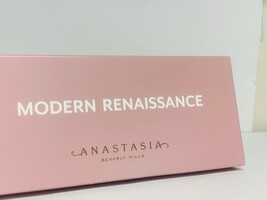 MODERN RENAISSANCE
ANASTASIA
BEVERLY HILLS